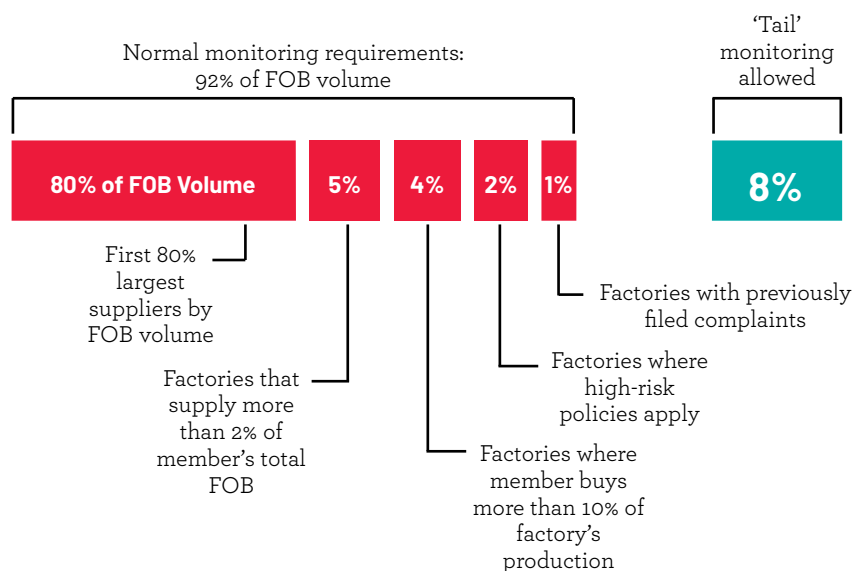 Normal monitoring requirements:
92% of FOB volume
‘Tail’
monitoring
allowed
80% of FOB Volume
5%
4%
2%
1%
8%
First 80%
largest
suppliers by
FOB volume
Factories that
supply more
than 2% of
member’s total
FOB
Factories where
member buys
more than 10% of
factory’s
production
Factories where
high-risk
policies apply
Factories with previously
filed complaints